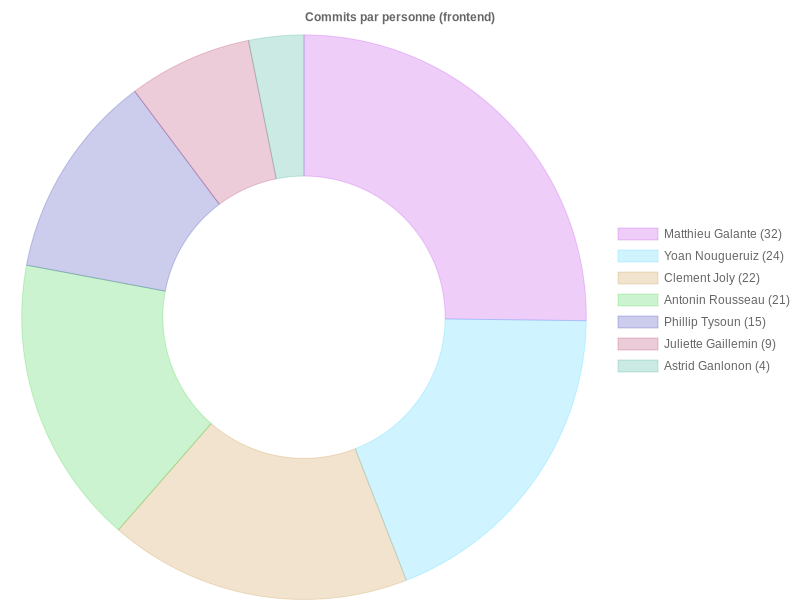 Commits par personne (frontend)
Matthieu Galante (32)
Yoan Nougueruiz (24)
Clement Joly (22)
Antonin Rousseau (21)
Phillip Tysoun (15)
Juliette Gaillemin (9)
Astrid Ganlonon (4)